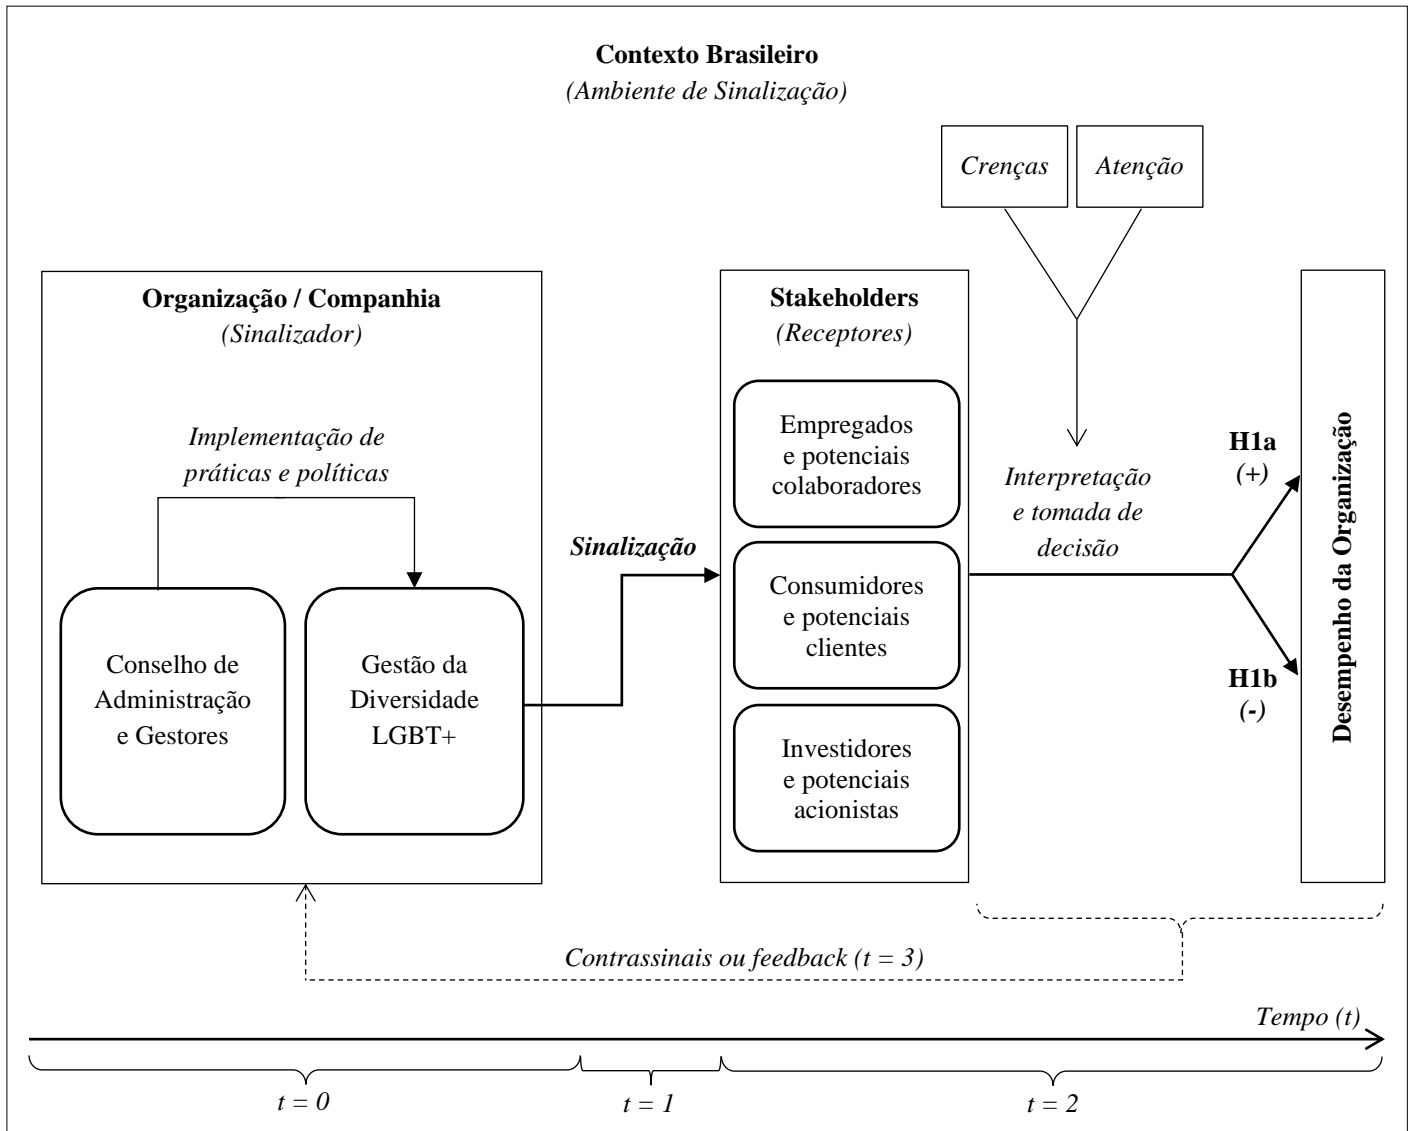 Contexto Brasileiro
(Ambiente de Sinalização)
Crenças
Atenção
Organização / Companhia
(Sinalizador)
Implementação de
práticas e políticas
Conselho de
Administração
e Gestores
Gestão da
Diversidade
LGBT+
Sinalização
Stakeholders
(Receptores)
Empregados
e potenciais
colaboradores
Consumidores
e potenciais
clientes
Investidores
e potenciais
acionistas
Interpretação
e tomada de
decisão
H1a
(+)
H1b
(-)
Desempenho da Organização
Contrassinais ou feedback (t = 3)
Tempo (t)
t = 0
t = 1
t = 2